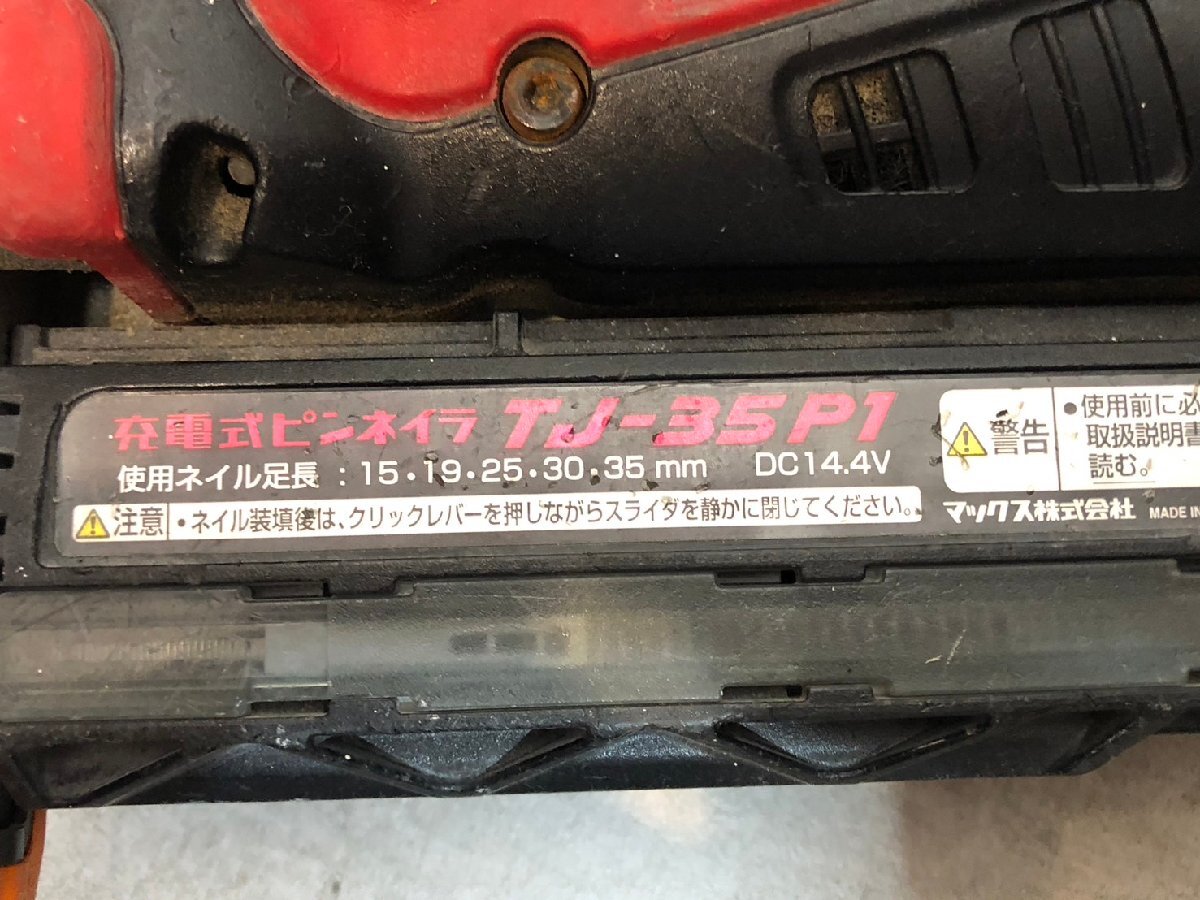 充電式ピンネイラ TJ-35P1
使用ネイル足長 : 15・19・25・30・35 mm DC14.4V
⚠注意 ・ネイル装填後は、クリックレバーを押しながらスライダを静かに閉じてください。
⚠警告
●使用前に必
取扱説明書
読む。
マックス株式会社 MADE IN